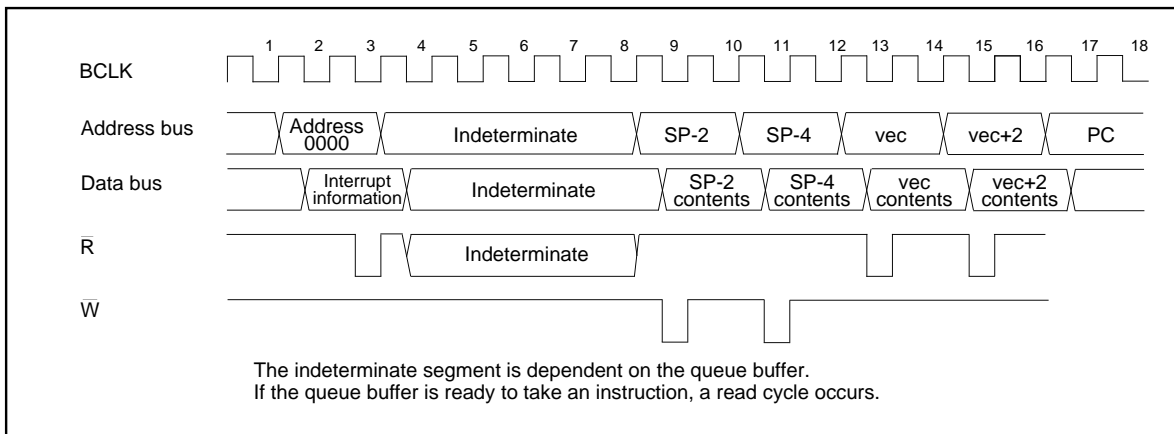 1 2 3 4 5 6 7 8 9 10 11 12 13 14 15 16 17 18
BCLK
Address bus
Address
0000
Indeterminate
SP-2
SP-4
vec
vec+2
PC
Data bus
Interrupt
information
Indeterminate
SP-2
contents
SP-4
contents
vec
contents
vec+2
contents
R̅
Indeterminate
W̅
The indeterminate segment is dependent on the queue buffer.
If the queue buffer is ready to take an instruction, a read cycle occurs.